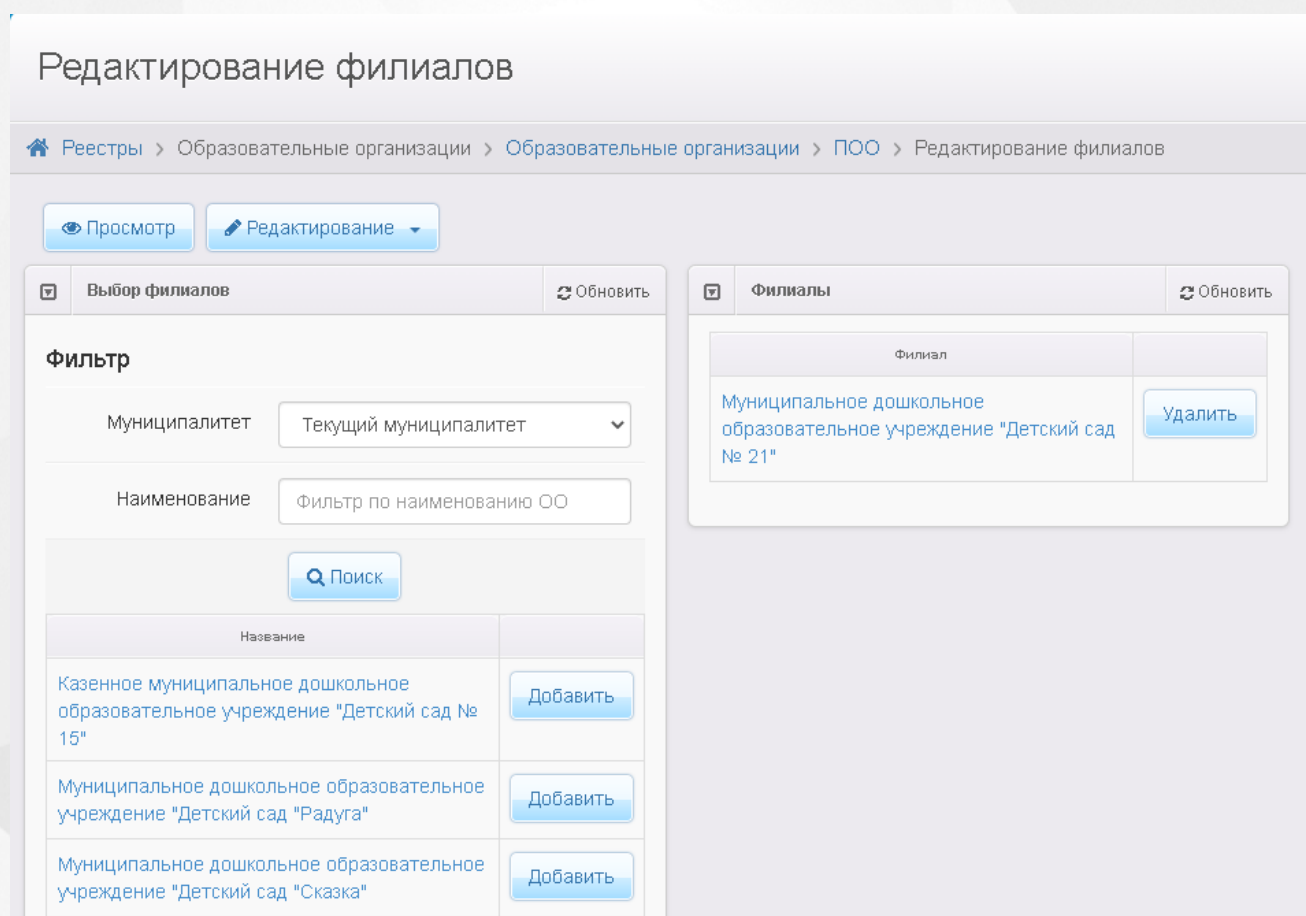 Редактирование филиалов
Реестры > Образовательные организации > Образовательные организации > ПОО > Редактирование филиалов
Просмотр
Редактирование
Выбор филиалов
Обновить
Фильтр
Муниципалитет
Текущий муниципалитет
Наименование
Фильтр по наименованию ОО
Поиск
Название
Казенное муниципальное дошкольное
образовательное учреждение "Детский сад №
15"
Добавить
Муниципальное дошкольное образовательное
учреждение "Детский сад "Радуга"
Добавить
Муниципальное дошкольное образовательное
учреждение "Детский сад "Сказка"
Добавить
Филиалы
Обновить
Филиал
Муниципальное дошкольное
образовательное учреждение "Детский сад
№ 21"
Удалить